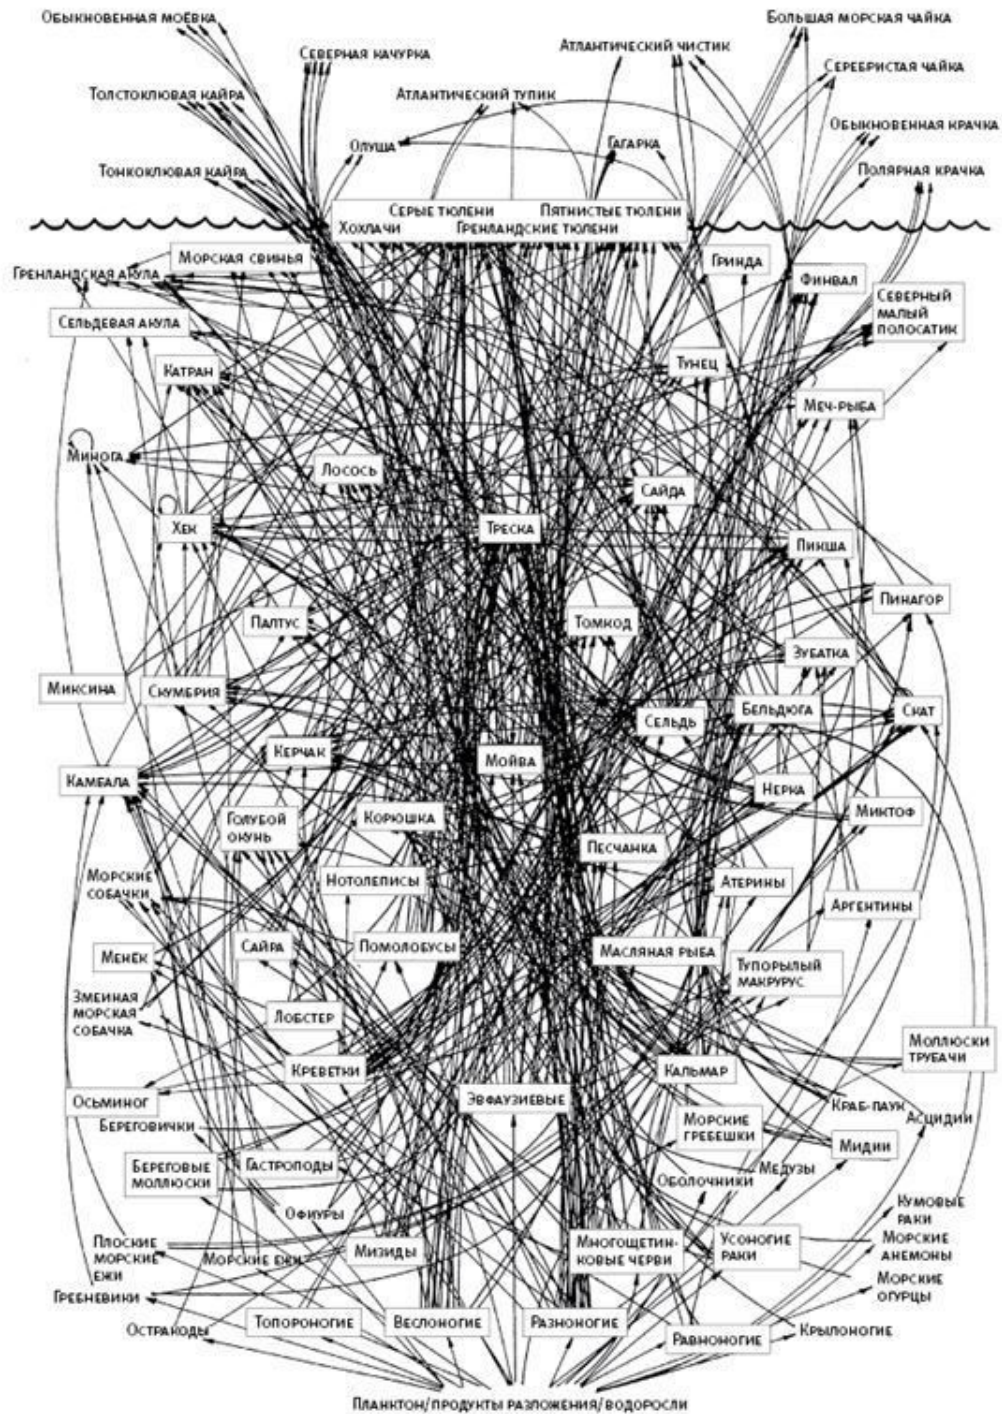 Обыкновенная моёвка
Большая морская чайка
Северная качурка
Атлантический чистик
Серебристая чайка
Толстоклювая кайра
Атлантический тупик
Обыкновенная крачка
Олуша
Гагарка
Тонкоклювая кайра
Полярная крачка
Серые тюлени
Пятнистые тюлени
Хохлачи
Гренландские тюлени
Морская свинья
Гренландская акула
Гринда
Финвал
Северный
малый
полосатик
Сельдевая акула
Катран
Тунец
Меч-рыба
Минога
Лосось
Сайда
Хек
Треска
Пикша
Пинагор
Палтус
Томкод
Зубатка
Миксина
Скумбрия
Сельдь
Бельдюга
Скат
Керчак
Мойва
Камбала
Нерка
Миктоф
Голубой
окунь
Корюшка
Песчанка
Морские
собачки
Нотолеписы
Атерины
Аргентины
Менёк
Сайра
Помолобусы
Масляная рыба
Тупорылый
макрурус
Змеиная
морская
собачка
Лобстер
Моллюски
трубачи
Креветки
Кальмар
Осьминог
Эвфаузиевые
Краб-паук
Асцидии
Береговички
Морские
гребешки
Мидии
Береговые
моллюски
Гастроподы
Медузы
Оболочники
Офиуры
Кумовые
раки
Плоские
морские
ежи
Морские ежи
Мизиды
Многощетин-
ковые черви
Усоногие
раки
Морские
анемоны
Морские
огурцы
Гребневики
Остракоды
Топороногие
Веслоногие
Разноногие
Равноногие
Крылоногие
Планктон/продукты разложения/водоросли